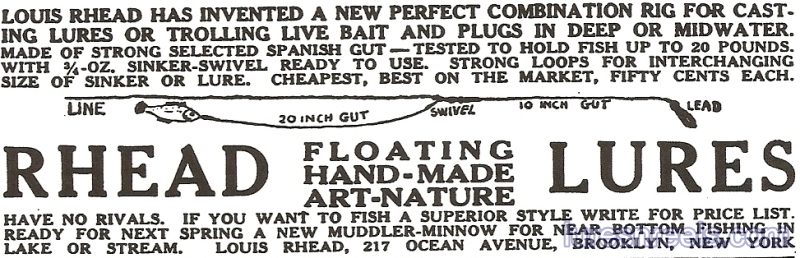 LOUIS RHEAD HAS INVENTED A NEW PERFECT COMBINATION RIG FOR CAST-
ING LURES OR TROLLING LIVE BAIT AND PLUGS IN DEEP OR MIDWATER.
MADE OF STRONG SELECTED SPANISH GUT — TESTED TO HOLD FISH UP TO 20 POUNDS.
WITH ¾-OZ. SINKER-SWIVEL READY TO USE. STRONG LOOPS FOR INTERCHANGING
SIZE OF SINKER OR LURE. CHEAPEST, BEST ON THE MARKET, FIFTY CENTS EACH.
LINE 20 INCH GUT SWIVEL 10 INCH GUT LEAD
RHEAD FLOATING HAND-MADE ART-NATURE LURES
HAVE NO RIVALS. IF YOU WANT TO FISH A SUPERIOR STYLE WRITE FOR PRICE LIST.
READY FOR NEXT SPRING A NEW MUDDLER-MINNOW FOR NEAR BOTTOM FISHING IN
LAKE OR STREAM. LOUIS RHEAD, 217 OCEAN AVENUE, BROOKLYN, NEW YORK